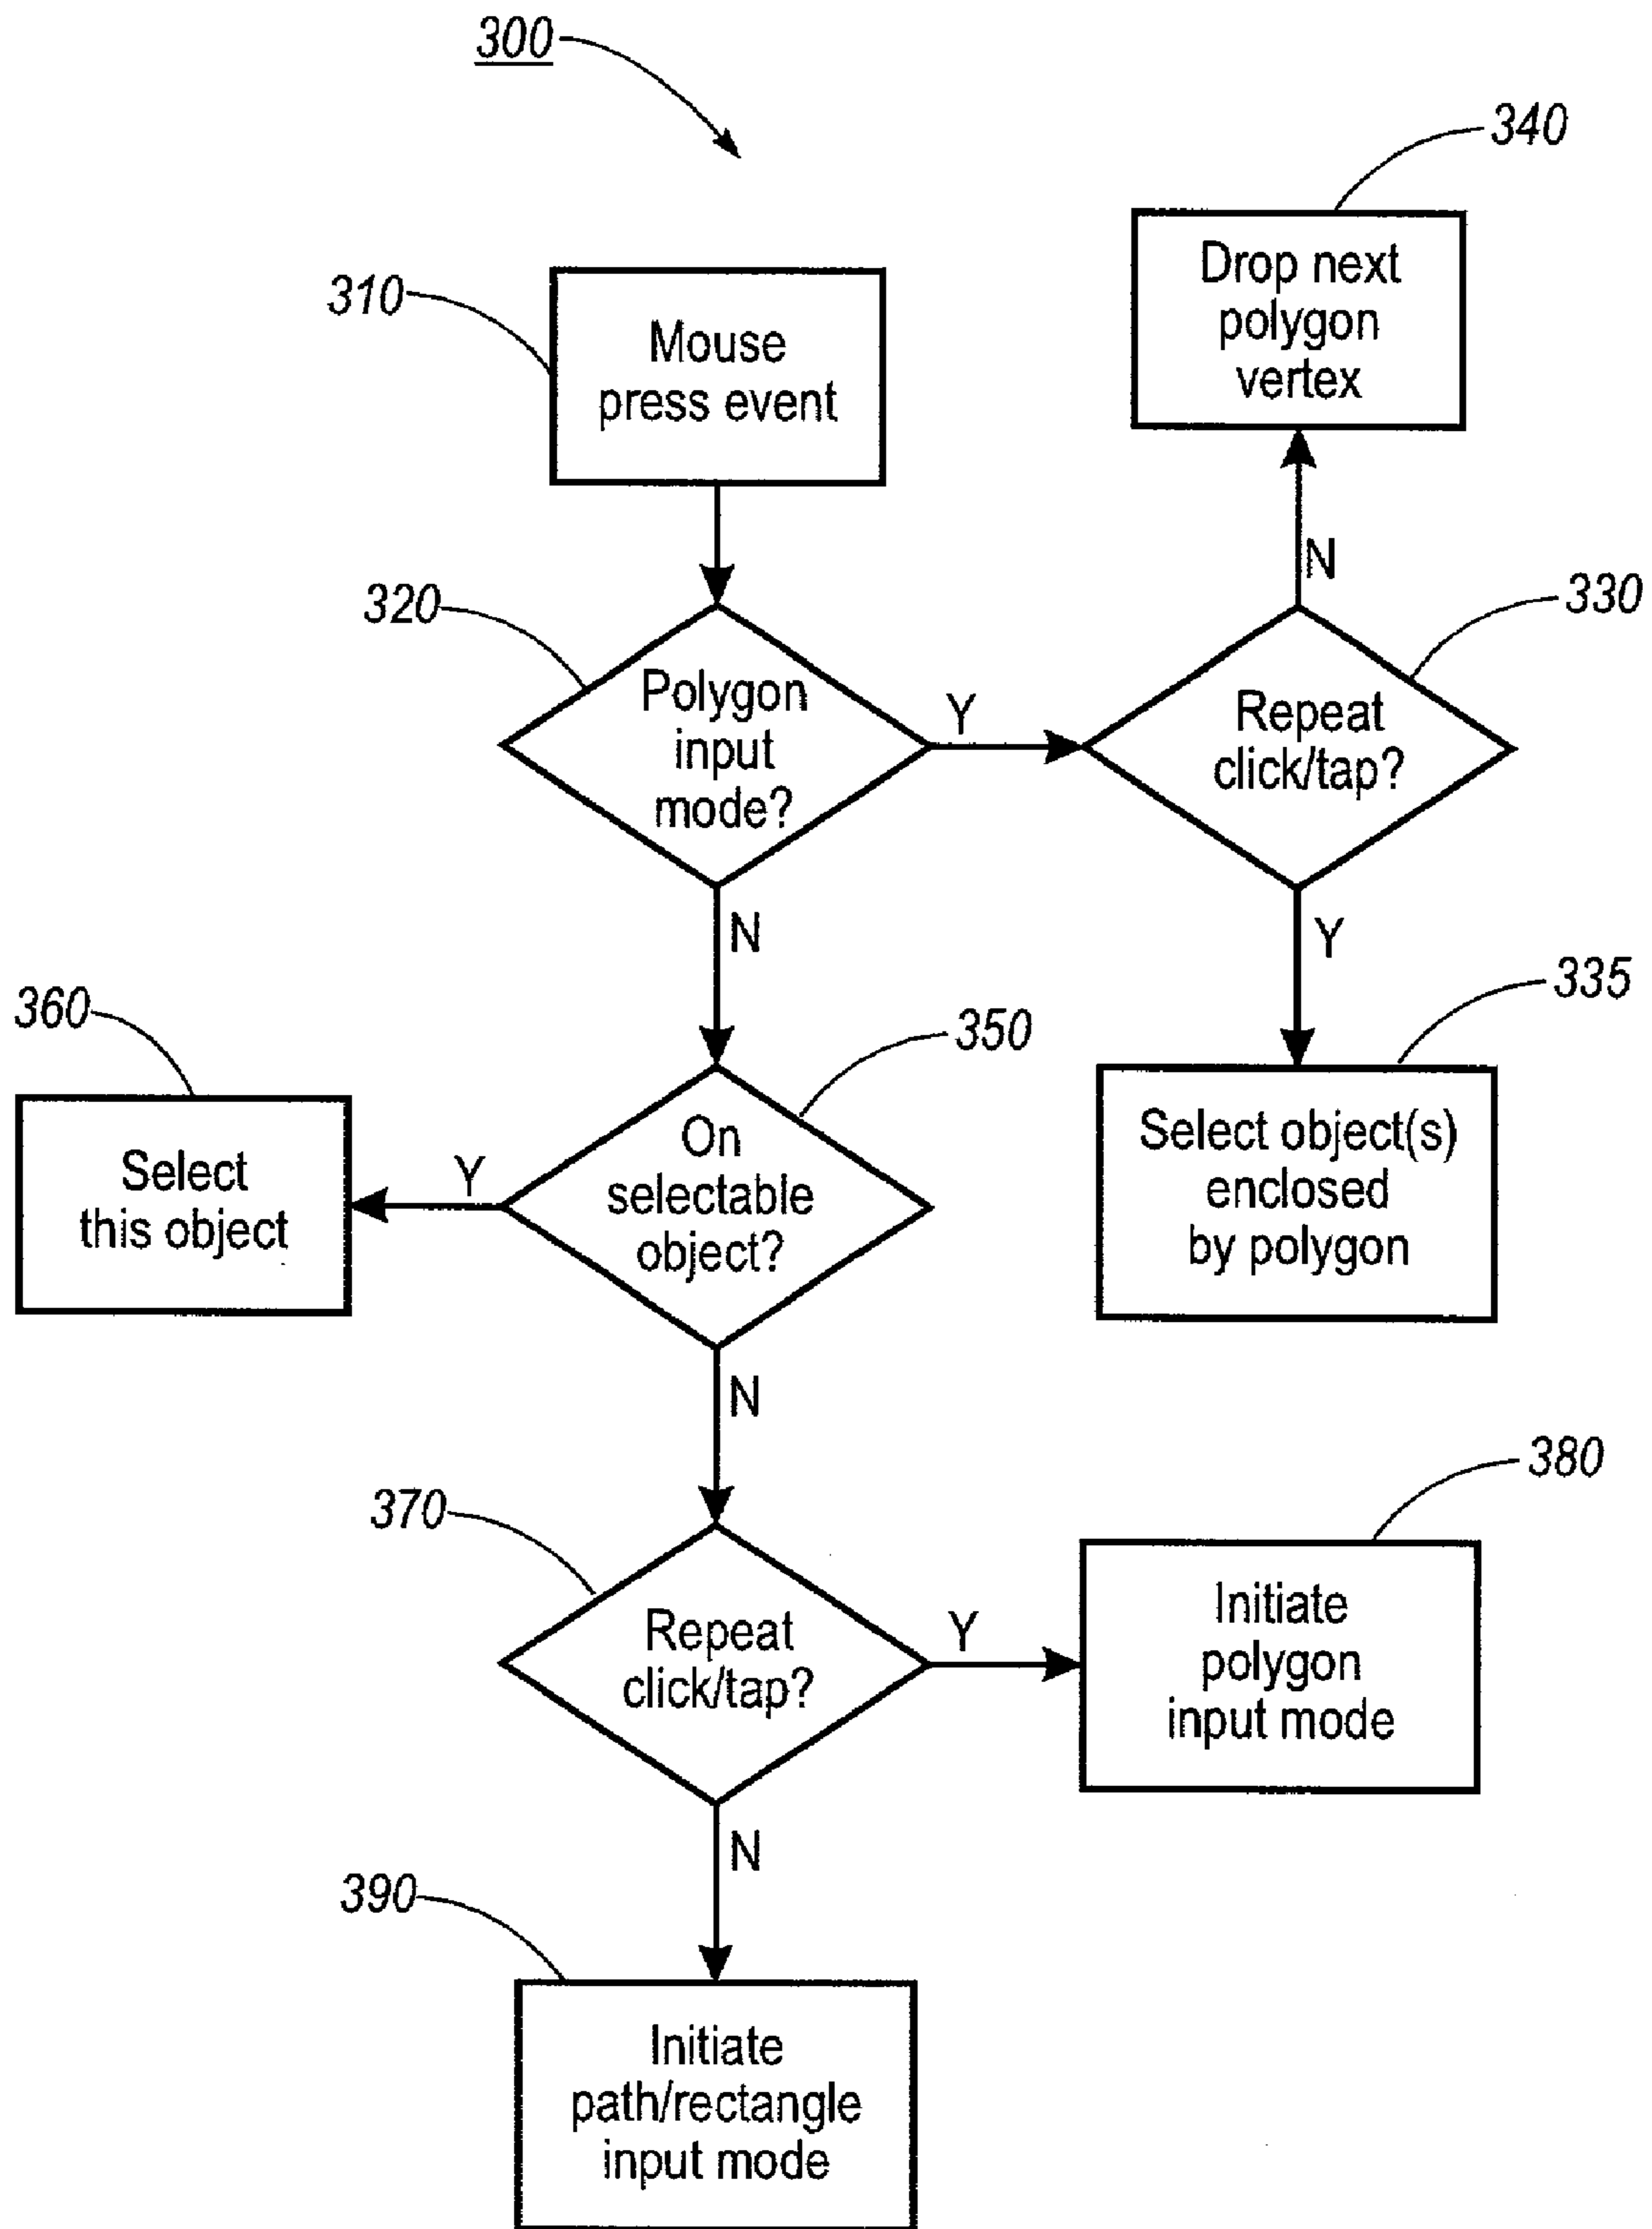 300
340
Drop next
polygon
vertex
310
Mouse
press event
N
320
Polygon
input
mode?
Y
330
Repeat
click/tap?
N
Y
360
Select
this object
Y
350
On
selectable
object?
335
Select object(s)
enclosed
by polygon
N
370
Repeat
click/tap?
Y
380
Initiate
polygon
input mode
N
390
Initiate
path/rectangle
input mode